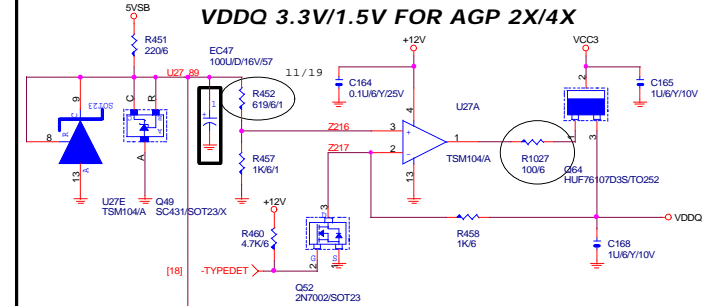 VDDQ 3.3V/1.5V FOR AGP 2X/4X
5VSB
R451
220/6
U27_89
EC47
100U/D/16V/57
11/19
R452
619/6/1
R457
1K/6/1
9
8
13
A
SOT23
U27E
TSM104/A
C
R
A
Q49
SC431/SOT23/X
1
+12V
C164
0.1U/6/Y/25V
Z216
Z217
3
2
4
13
1
+
-
U27A
TSM104/A
R1027
100/6
VCC3
2
1
3
Q64
HUF76107D3S/TO252
C165
1U/6/Y/10V
R458
1K/6
VDDQ
C168
1U/6/Y/10V
+12V
R460
4.7K/6
[18]
-TYPEDET
3
D
G
S
2
1
Q52
2N7002/SOT23